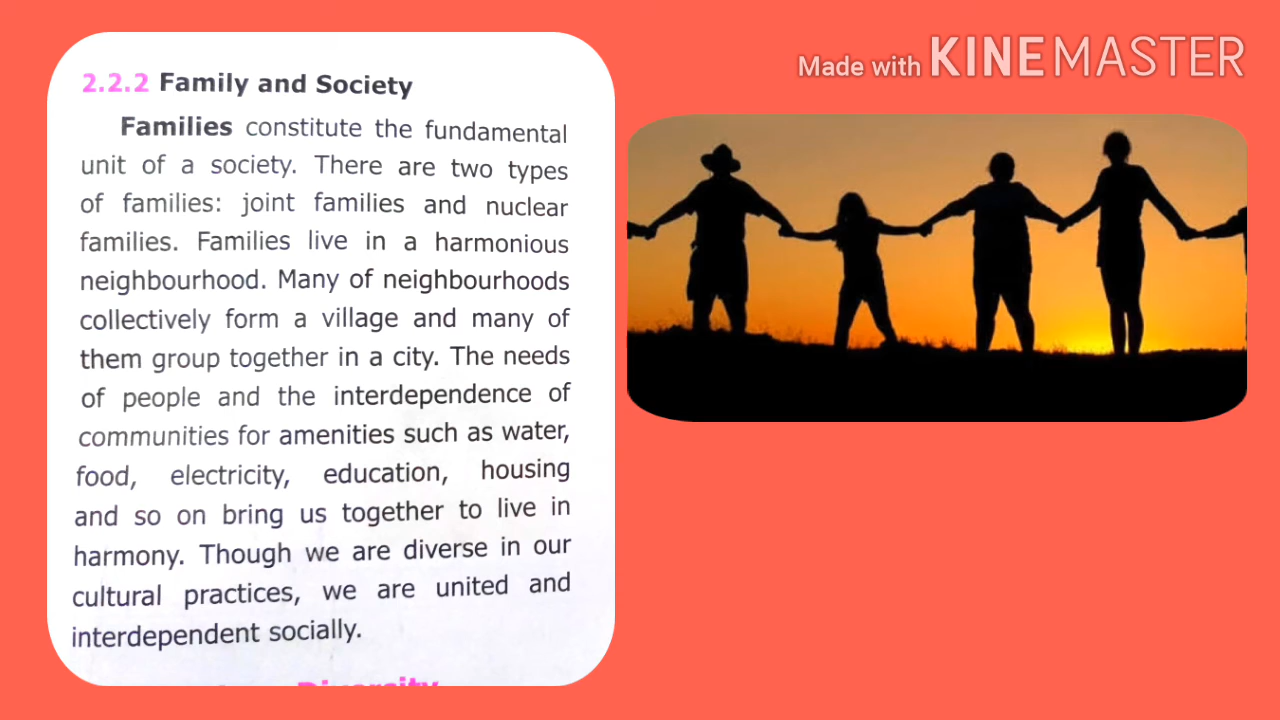 2.2.2 Family and Society
Families constitute the fundamental
unit of a society. There are two types
of families: joint families and nuclear
families. Families live in a harmonious
neighbourhood. Many of neighbourhoods
collectively form a village and many of
them group together in a city. The needs
of people and the interdependence of
communities for amenities such as water,
food, electricity, education, housing
and so on bring us together to live in
harmony. Though we are diverse in our
cultural practices, we are united and
interdependent socially.
Diversity
Made with KINEMASTER